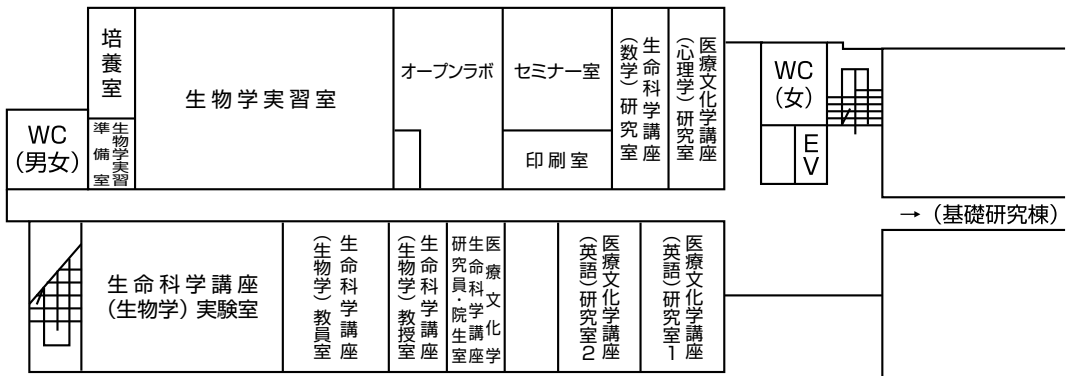 培養室
生物学実習室
オープンラボ
セミナー室
生命科学講座
(数学)研究室
医療文化学講座
(心理学)研究室
WC
(女)
WC
(男女)
生物学実習
準備室
印刷室
EV
→(基礎研究棟)
生命科学講座
(生物学)実験室
生命科学講座
(生物学)教員室
生命科学講座
(生物学)教授室
医療文化学
生命科学講座
研究員・院生室
医療文化学講座
(英語)研究室2
医療文化学講座
(英語)研究室1